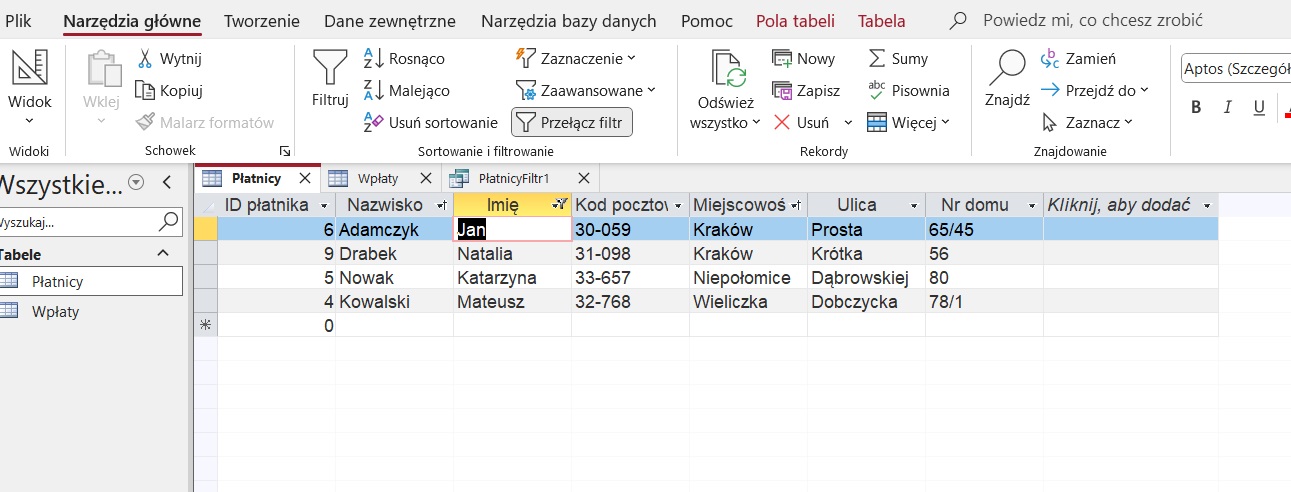 Plik Narzędzia główne Tworzenie Dane zewnętrzne Narzędzia bazy danych Pomoc Pola tabeli Tabela Powiedz mi, co chcesz zrobić
Widok
Widoki
Wklej
Wytnij
Kopiuj
Malarz formatów
Schowek
Filtruj
Rosnąco
Malejąco
Usuń sortowanie
Zaznaczenie
Zaawansowane
Przełącz filtr
Sortowanie i filtrowanie
Odśwież
wszystko
Nowy
Zapisz
Usuń
Sumy
Pisownia
Więcej
Rekordy
Znajdź
Zamień
Przejdź do
Zaznacz
Znajdowanie
Aptos (Szczegół
B I U
Wszystkie...
Wyszukaj...
Tabele
Płatnicy
Wpłaty
Płatnicy Wpłaty PłatnicyFiltr1
ID płatnika Nazwisko Imię Kod pocztow Miejscowoś Ulica Nr domu Kliknij, aby dodać
6 Adamczyk Jan 30-059 Kraków Prosta 65/45
9 Drabek Natalia 31-098 Kraków Krótka 56
5 Nowak Katarzyna 33-657 Niepołomice Dąbrowskiej 80
4 Kowalski Mateusz 32-768 Wieliczka Dobczycka 78/1
0